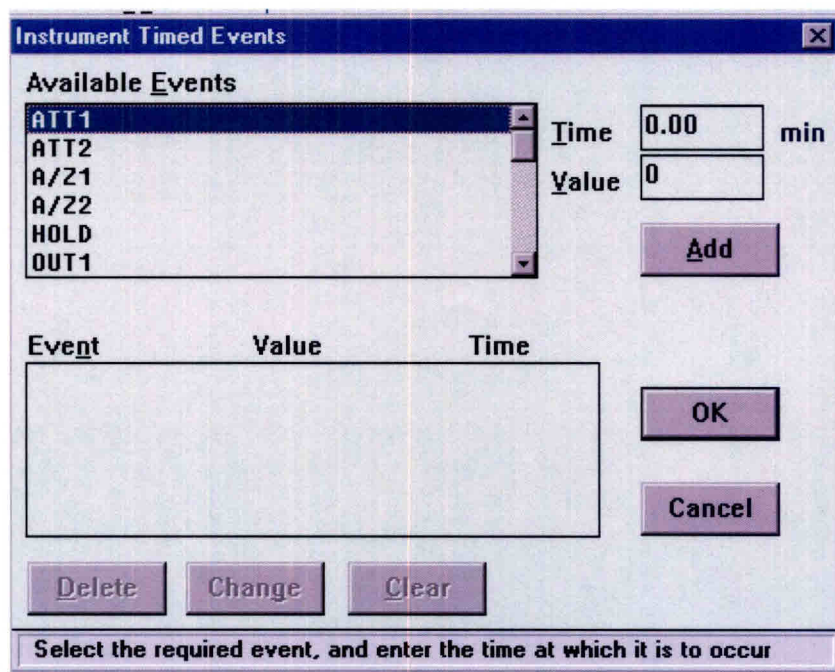 Instrument Timed Events
Available Events
ATT1
ATT2
A/Z1
A/Z2
HOLD
OUT1
Time 0.00 min
Value 0
Add
Event Value Time
OK
Cancel
Delete Change Clear
Select the required event, and enter the time at which it is to occur